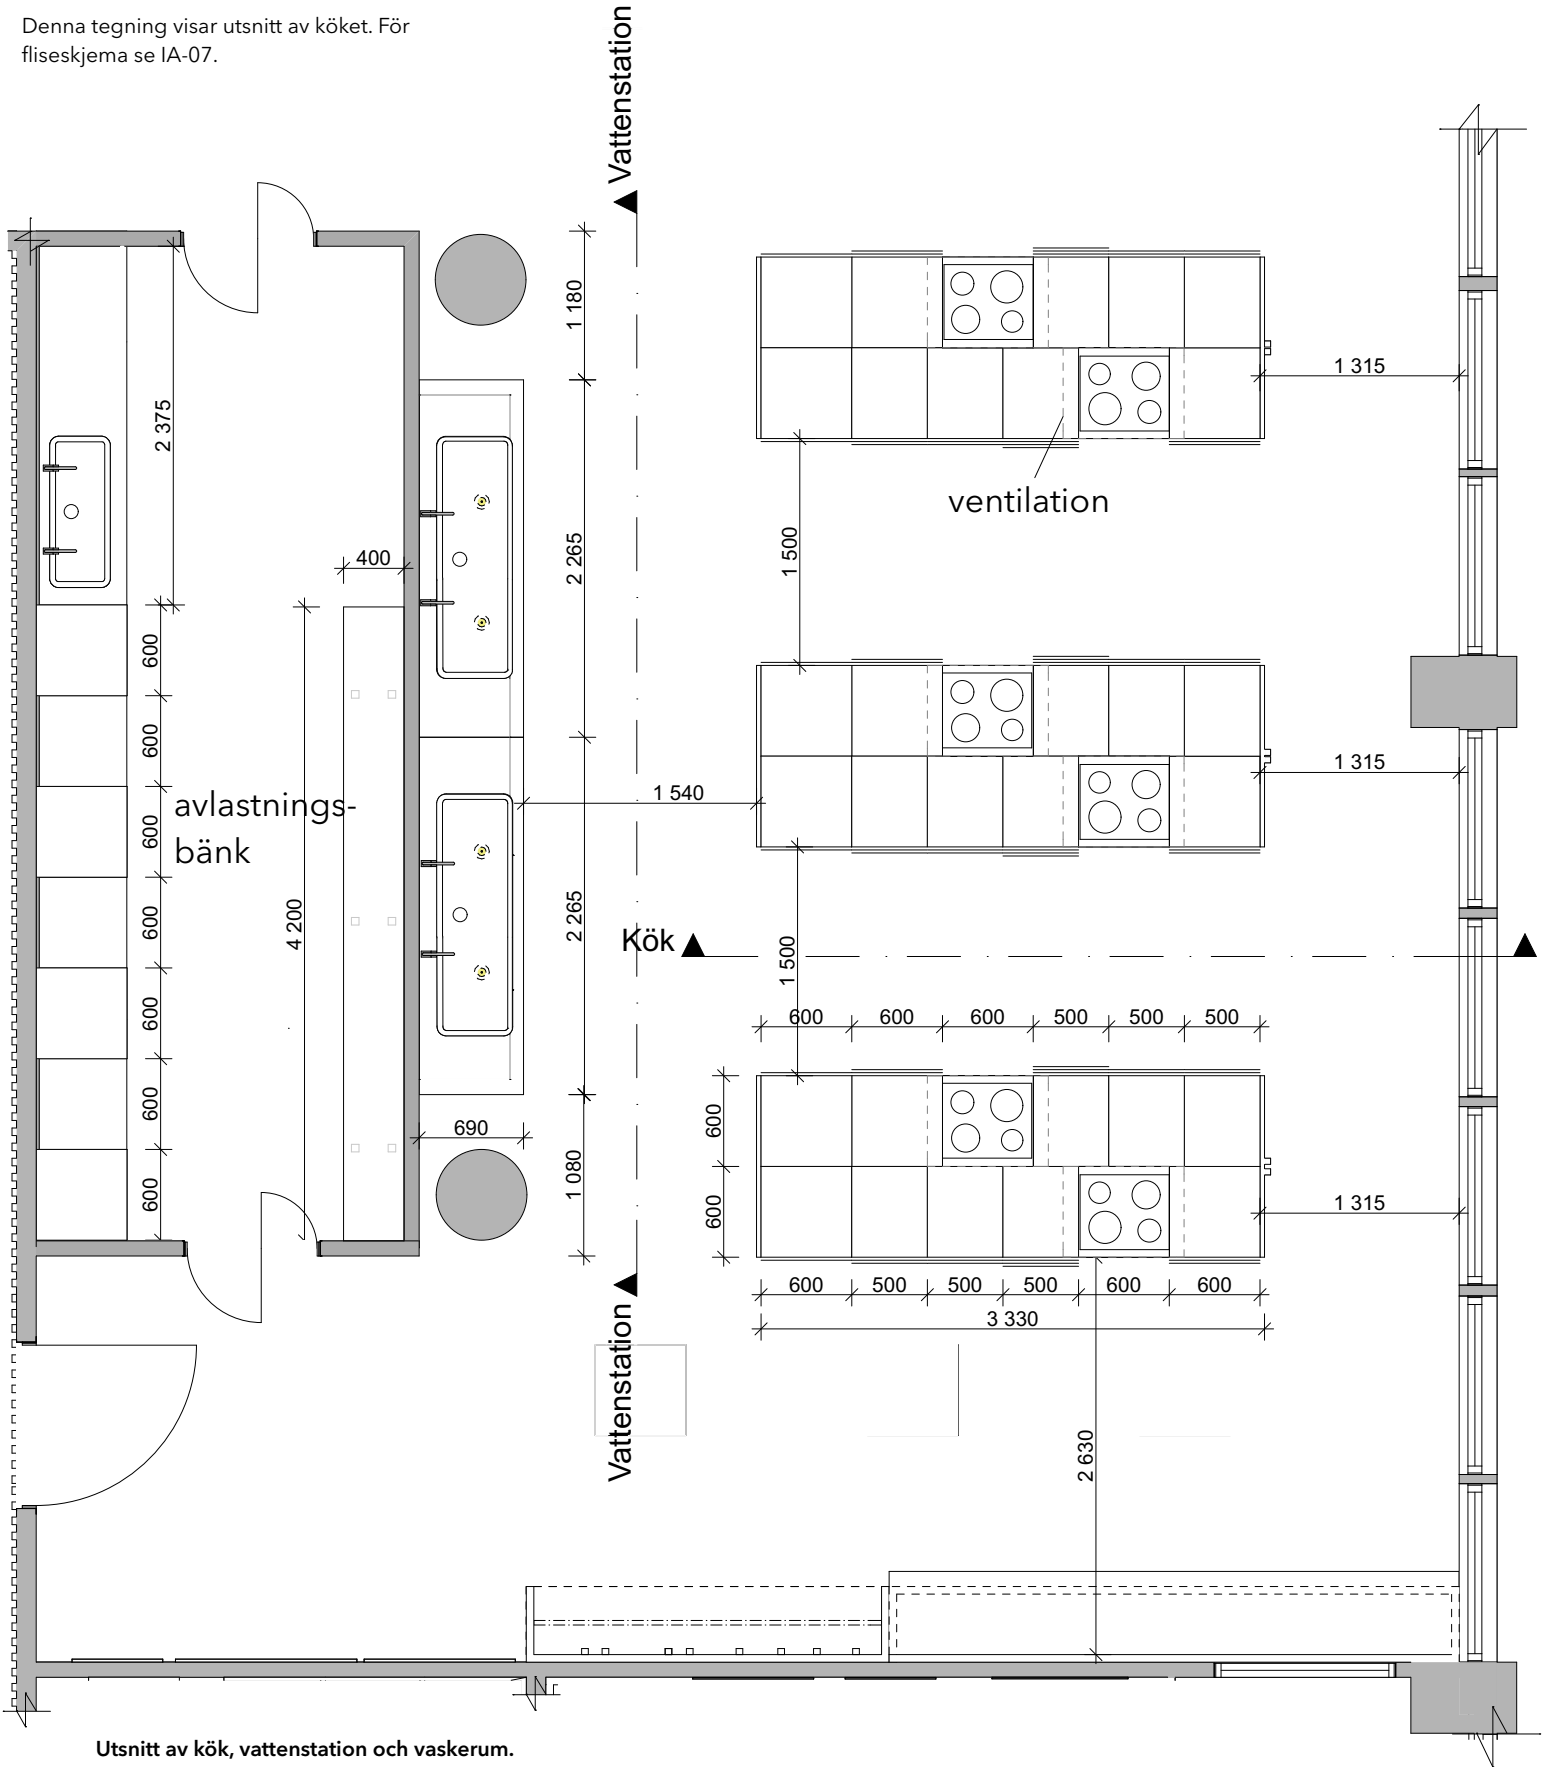 Denna tegning visar utsnitt av köket. För
fliseskjema se IA-07.
Vattenstation
1 180
2 375
1 315
ventilation
1 500
400
2 265
600
600
1 315
avlastnings-
bänk
1 540
600
600
4 200
2 265
Kök
1 500
600
600 600 600 500 500 500
600
690
1 080
600
600
600
1 315
600 500 500 500 600 600
3 330
Vattenstation
2 630
Utsnitt av kök, vattenstation och vaskerum.